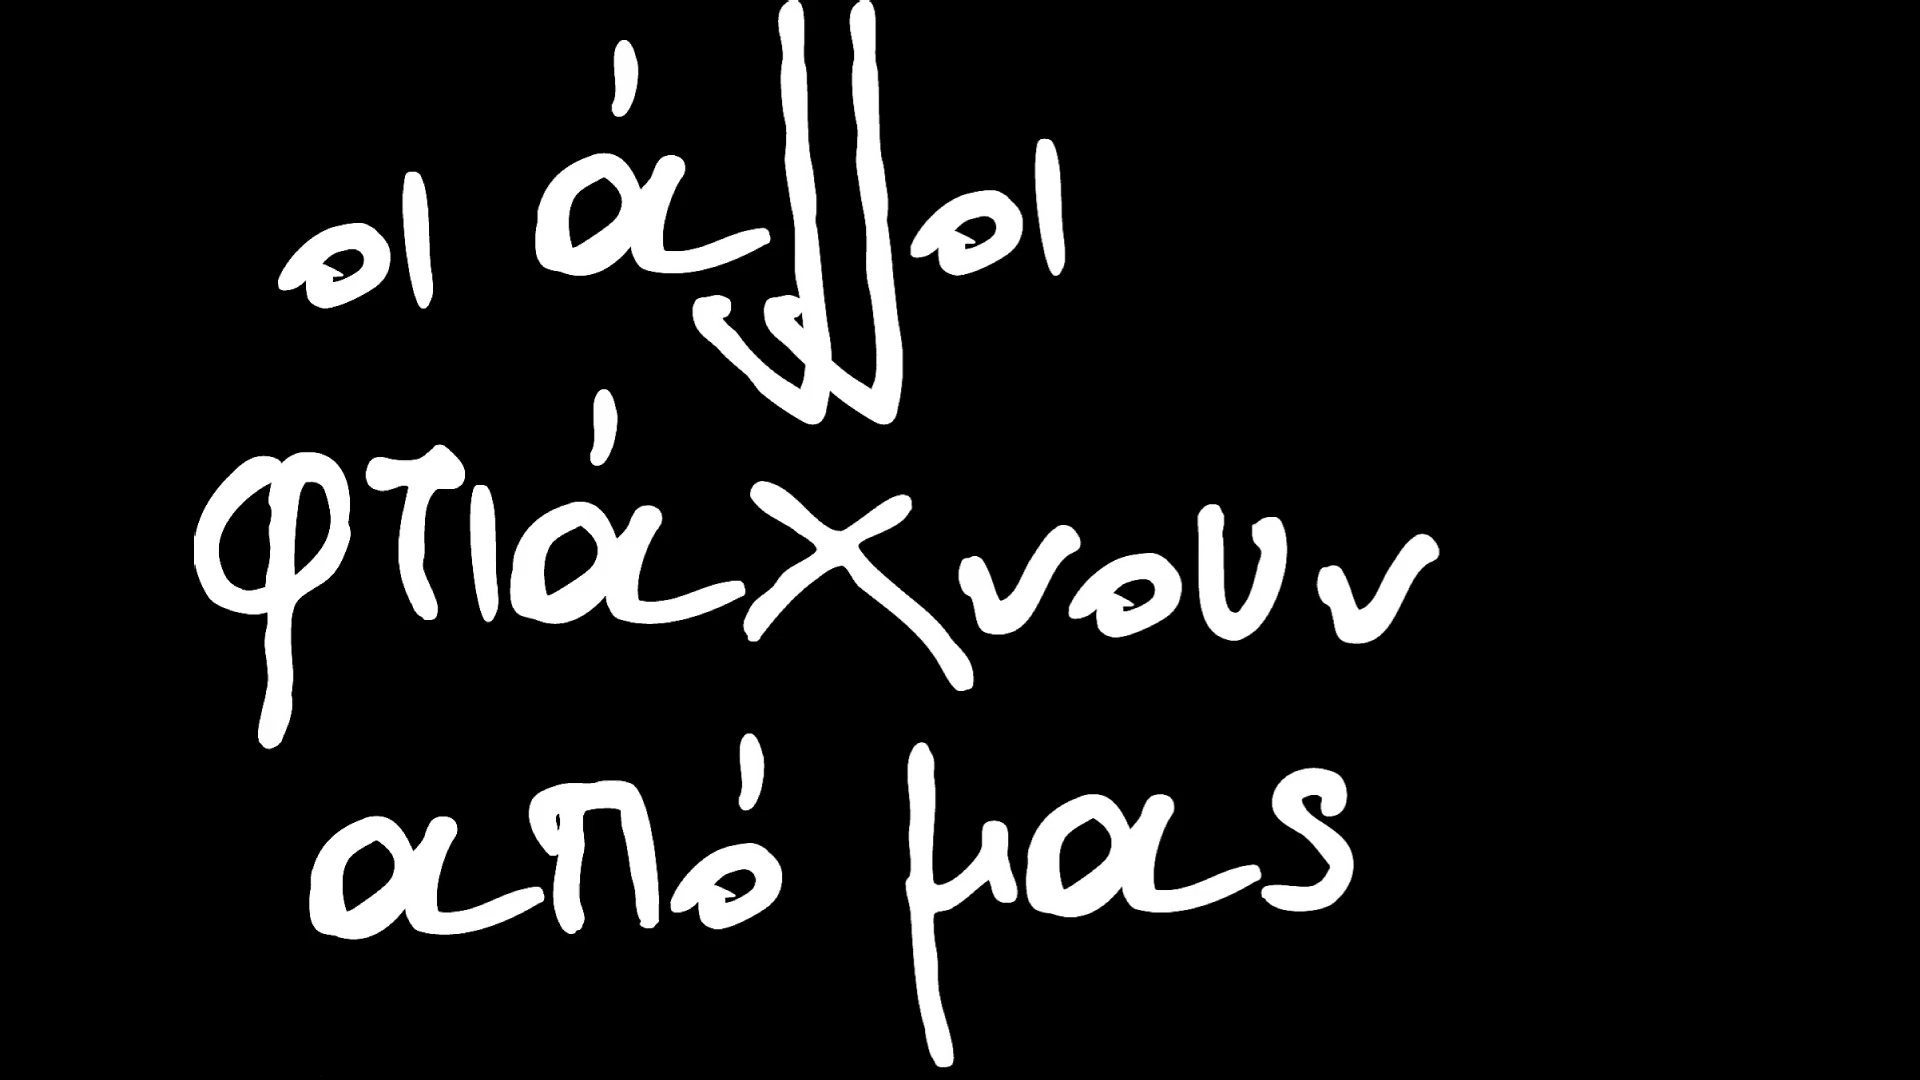 οι άλλοι
φτιάχνουν
από μας